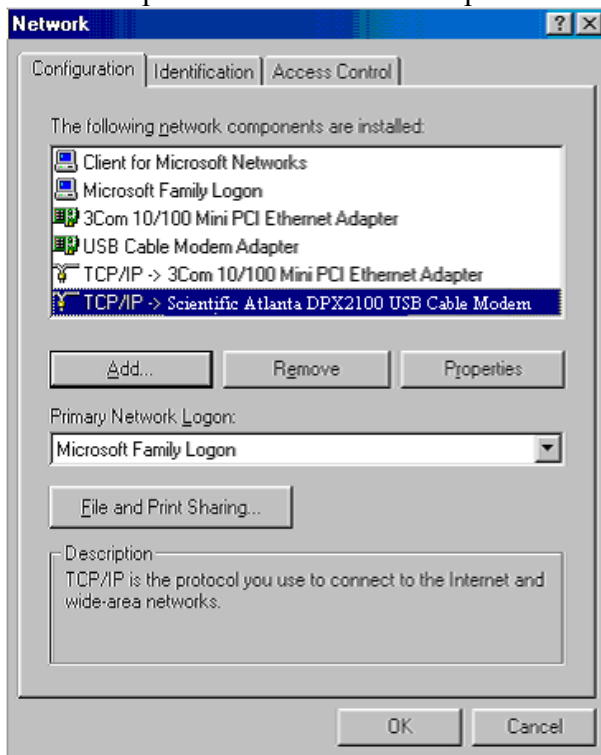 Network
Configuration Identification Access Control
The following network components are installed:
Client for Microsoft Networks
Microsoft Family Logon
3Com 10/100 Mini PCI Ethernet Adapter
USB Cable Modem Adapter
TCP/IP -> 3Com 10/100 Mini PCI Ethernet Adapter
TCP/IP -> Scientific Atlanta DPX2100 USB Cable Modem
Add... Remove Properties
Primary Network Logon:
Microsoft Family Logon
File and Print Sharing...
Description
TCP/IP is the protocol you use to connect to the Internet and
wide-area networks.
OK Cancel